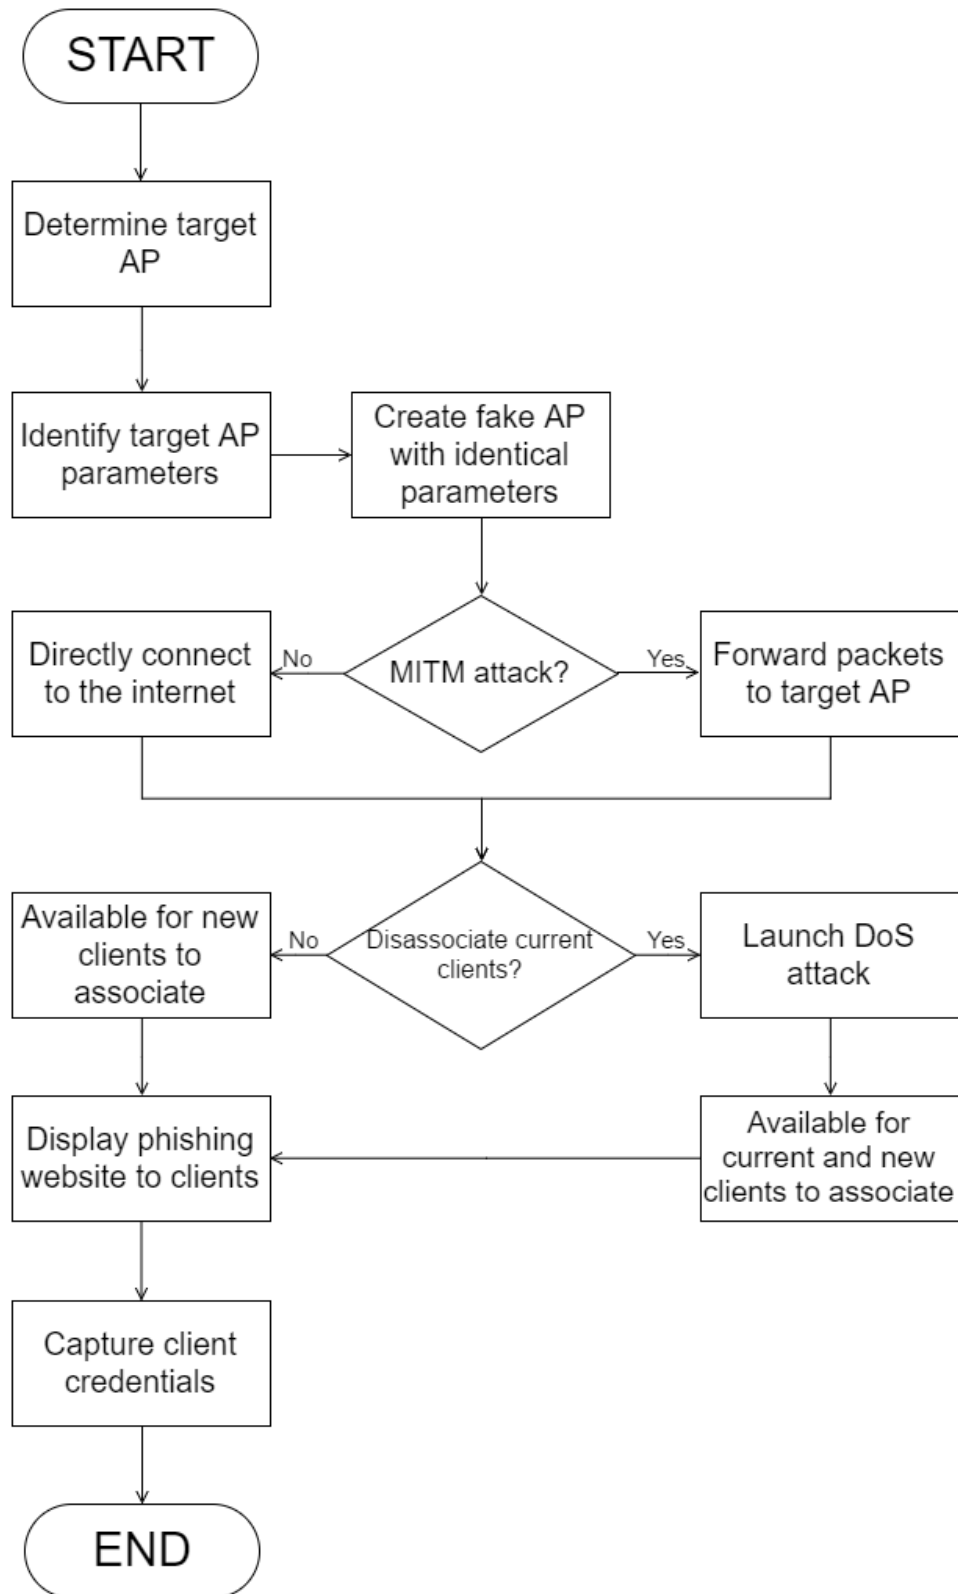 START
Determine target
AP
Identify target AP
parameters
Create fake AP
with identical
parameters
Directly connect
to the internet
No
MITM attack?
Yes
Forward packets
to target AP
Available for new
clients to
associate
No
Disassociate current
clients?
Yes
Launch DoS
attack
Display phishing
website to clients
Available for
current and new
clients to associate
Capture client
credentials
END